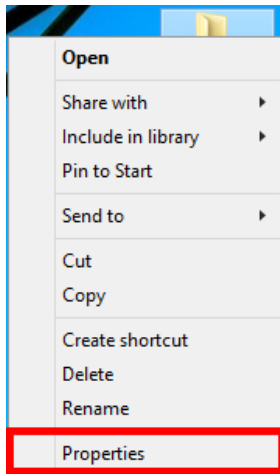 Open
Share with
Include in library
Pin to Start
Send to
Cut
Copy
Create shortcut
Delete
Rename
Properties